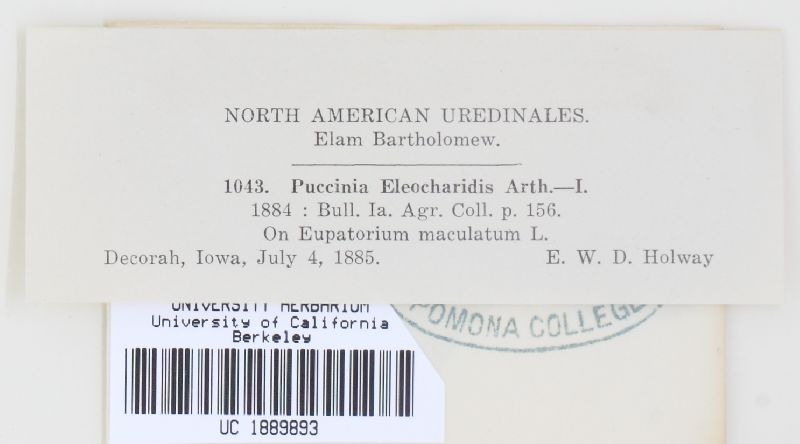 NORTH AMERICAN UREDINALES.
Elam Bartholomew.
1043. Puccinia Eleocharidis Arth.—I.
1884 : Bull. Ia. Agr. Coll. p. 156.
On Eupatorium maculatum L.
Decorah, Iowa, July 4, 1885. E. W. D. Holway
UNIVERSITY HERBARIUM
University of California
Berkeley
UC 1889893
POMONA COLLEGE